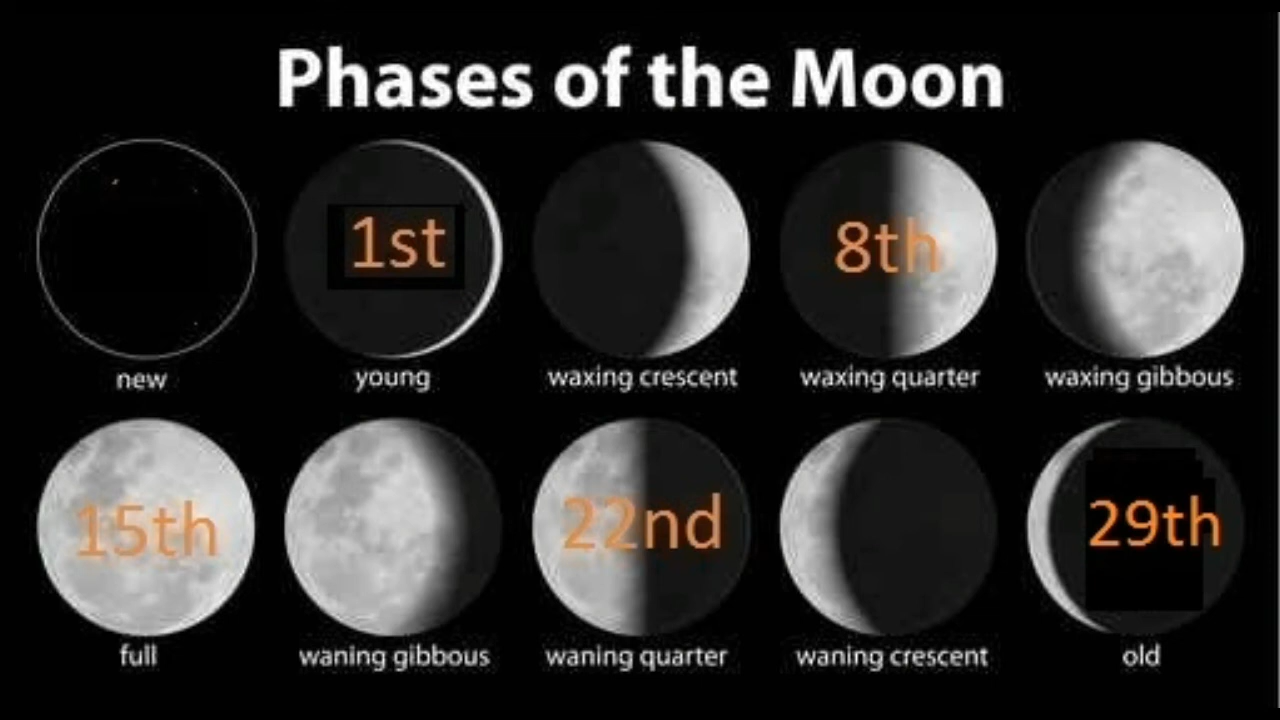 Phases of the Moon
1st
8th
new
young
waxing crescent
waxing quarter
waxing gibbous
15th
22nd
29th
full
waning gibbous
waning quarter
waning crescent
old